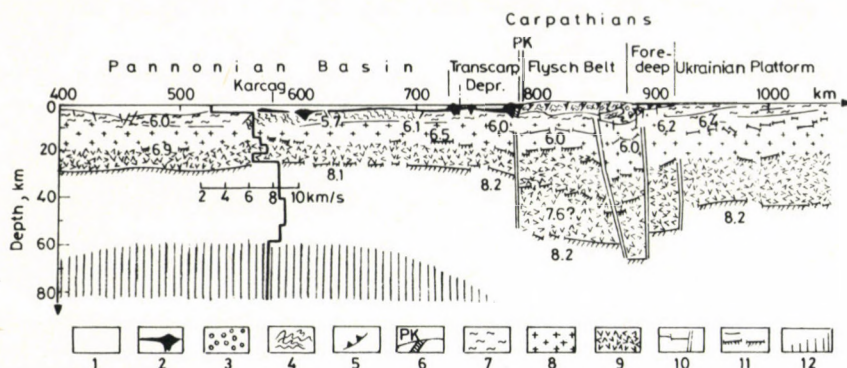 Carpathians
PK
Pannonian Basin
Transcarp Depr.
Flysch Belt
Fore-deep
Ukrainian Platform
400 500 Karcag 600 700 800 900 1000 km
0
20
40
60
80
Depth, km
6.0 5.7 6.1 6.0 6.2
6.5 6.0 6.0
6.9 8.1 8.2
2 4 6 8 10 km/s
7.6?
8.2 8.2
PK
1 2 3 4 5 6 7 8 9 10 11 12